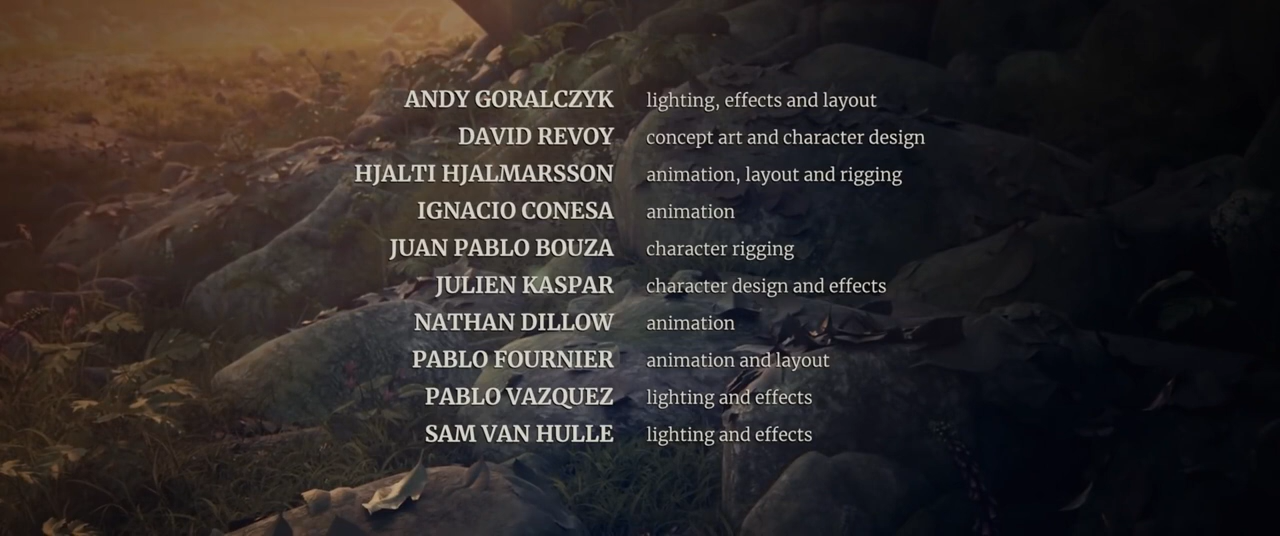 ANDY GORALCZYK lighting, effects and layout
DAVID REVOY concept art and character design
HJALTI HJALMARSSON animation, layout and rigging
IGNACIO CONESA animation
JUAN PABLO BOUZA character rigging
JULIEN KASPAR character design and effects
NATHAN DILLOW animation
PABLO FOURNIER animation and layout
PABLO VAZQUEZ lighting and effects
SAM VAN HULLE lighting and effects